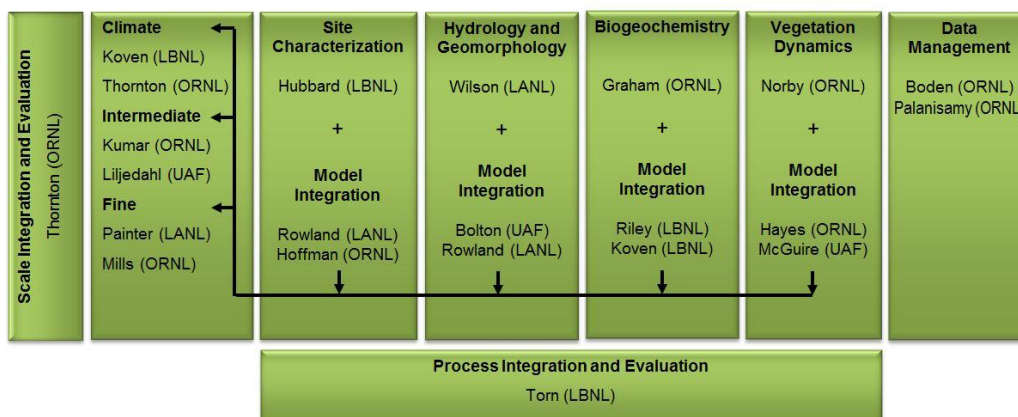 Scale Integration and Evaluation
Thornton (ORNL)
Climate
Koven (LBNL)
Thornton (ORNL)
Intermediate
Kumar (ORNL)
Liljedahl (UAF)
Fine
Painter (LANL)
Mills (ORNL)
Site
Characterization
Hubbard (LBNL)
+
Model
Integration
Rowland (LANL)
Hoffman (ORNL)
Hydrology and
Geomorphology
Wilson (LANL)
+
Model
Integration
Bolton (UAF)
Rowland (LANL)
Biogeochemistry
Graham (ORNL)
+
Model
Integration
Riley (LBNL)
Koven (LBNL)
Vegetation
Dynamics
Norby (ORNL)
+
Model
Integration
Hayes (ORNL)
McGuire (UAF)
Data
Management
Boden (ORNL)
Palanisamy (ORNL
Process Integration and Evaluation
Torn (LBNL)